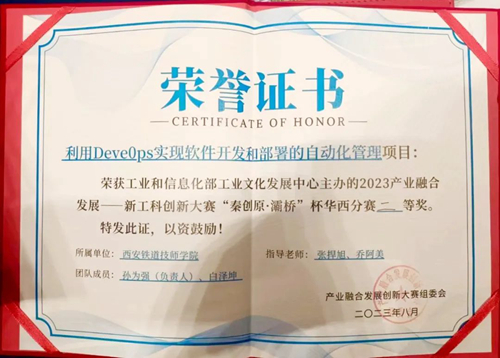 荣誉证书
CERTIFICATE OF HONOR
利用Deve0ps实现软件开发和部署的自动化管理项目：
荣获工业和信息化部工业文化发展中心主办的2023产业融合
发展——新工科创新大赛“秦创原·灞桥”杯华西分赛二等奖。
特发此证，以资鼓励！
所属单位：西安铁道技师学院
指导老师：张捍旭、乔阿美
团队成员：孙为强（负责人）、白泽坤
产业融合发展创新大赛组委会
二〇二三年八月